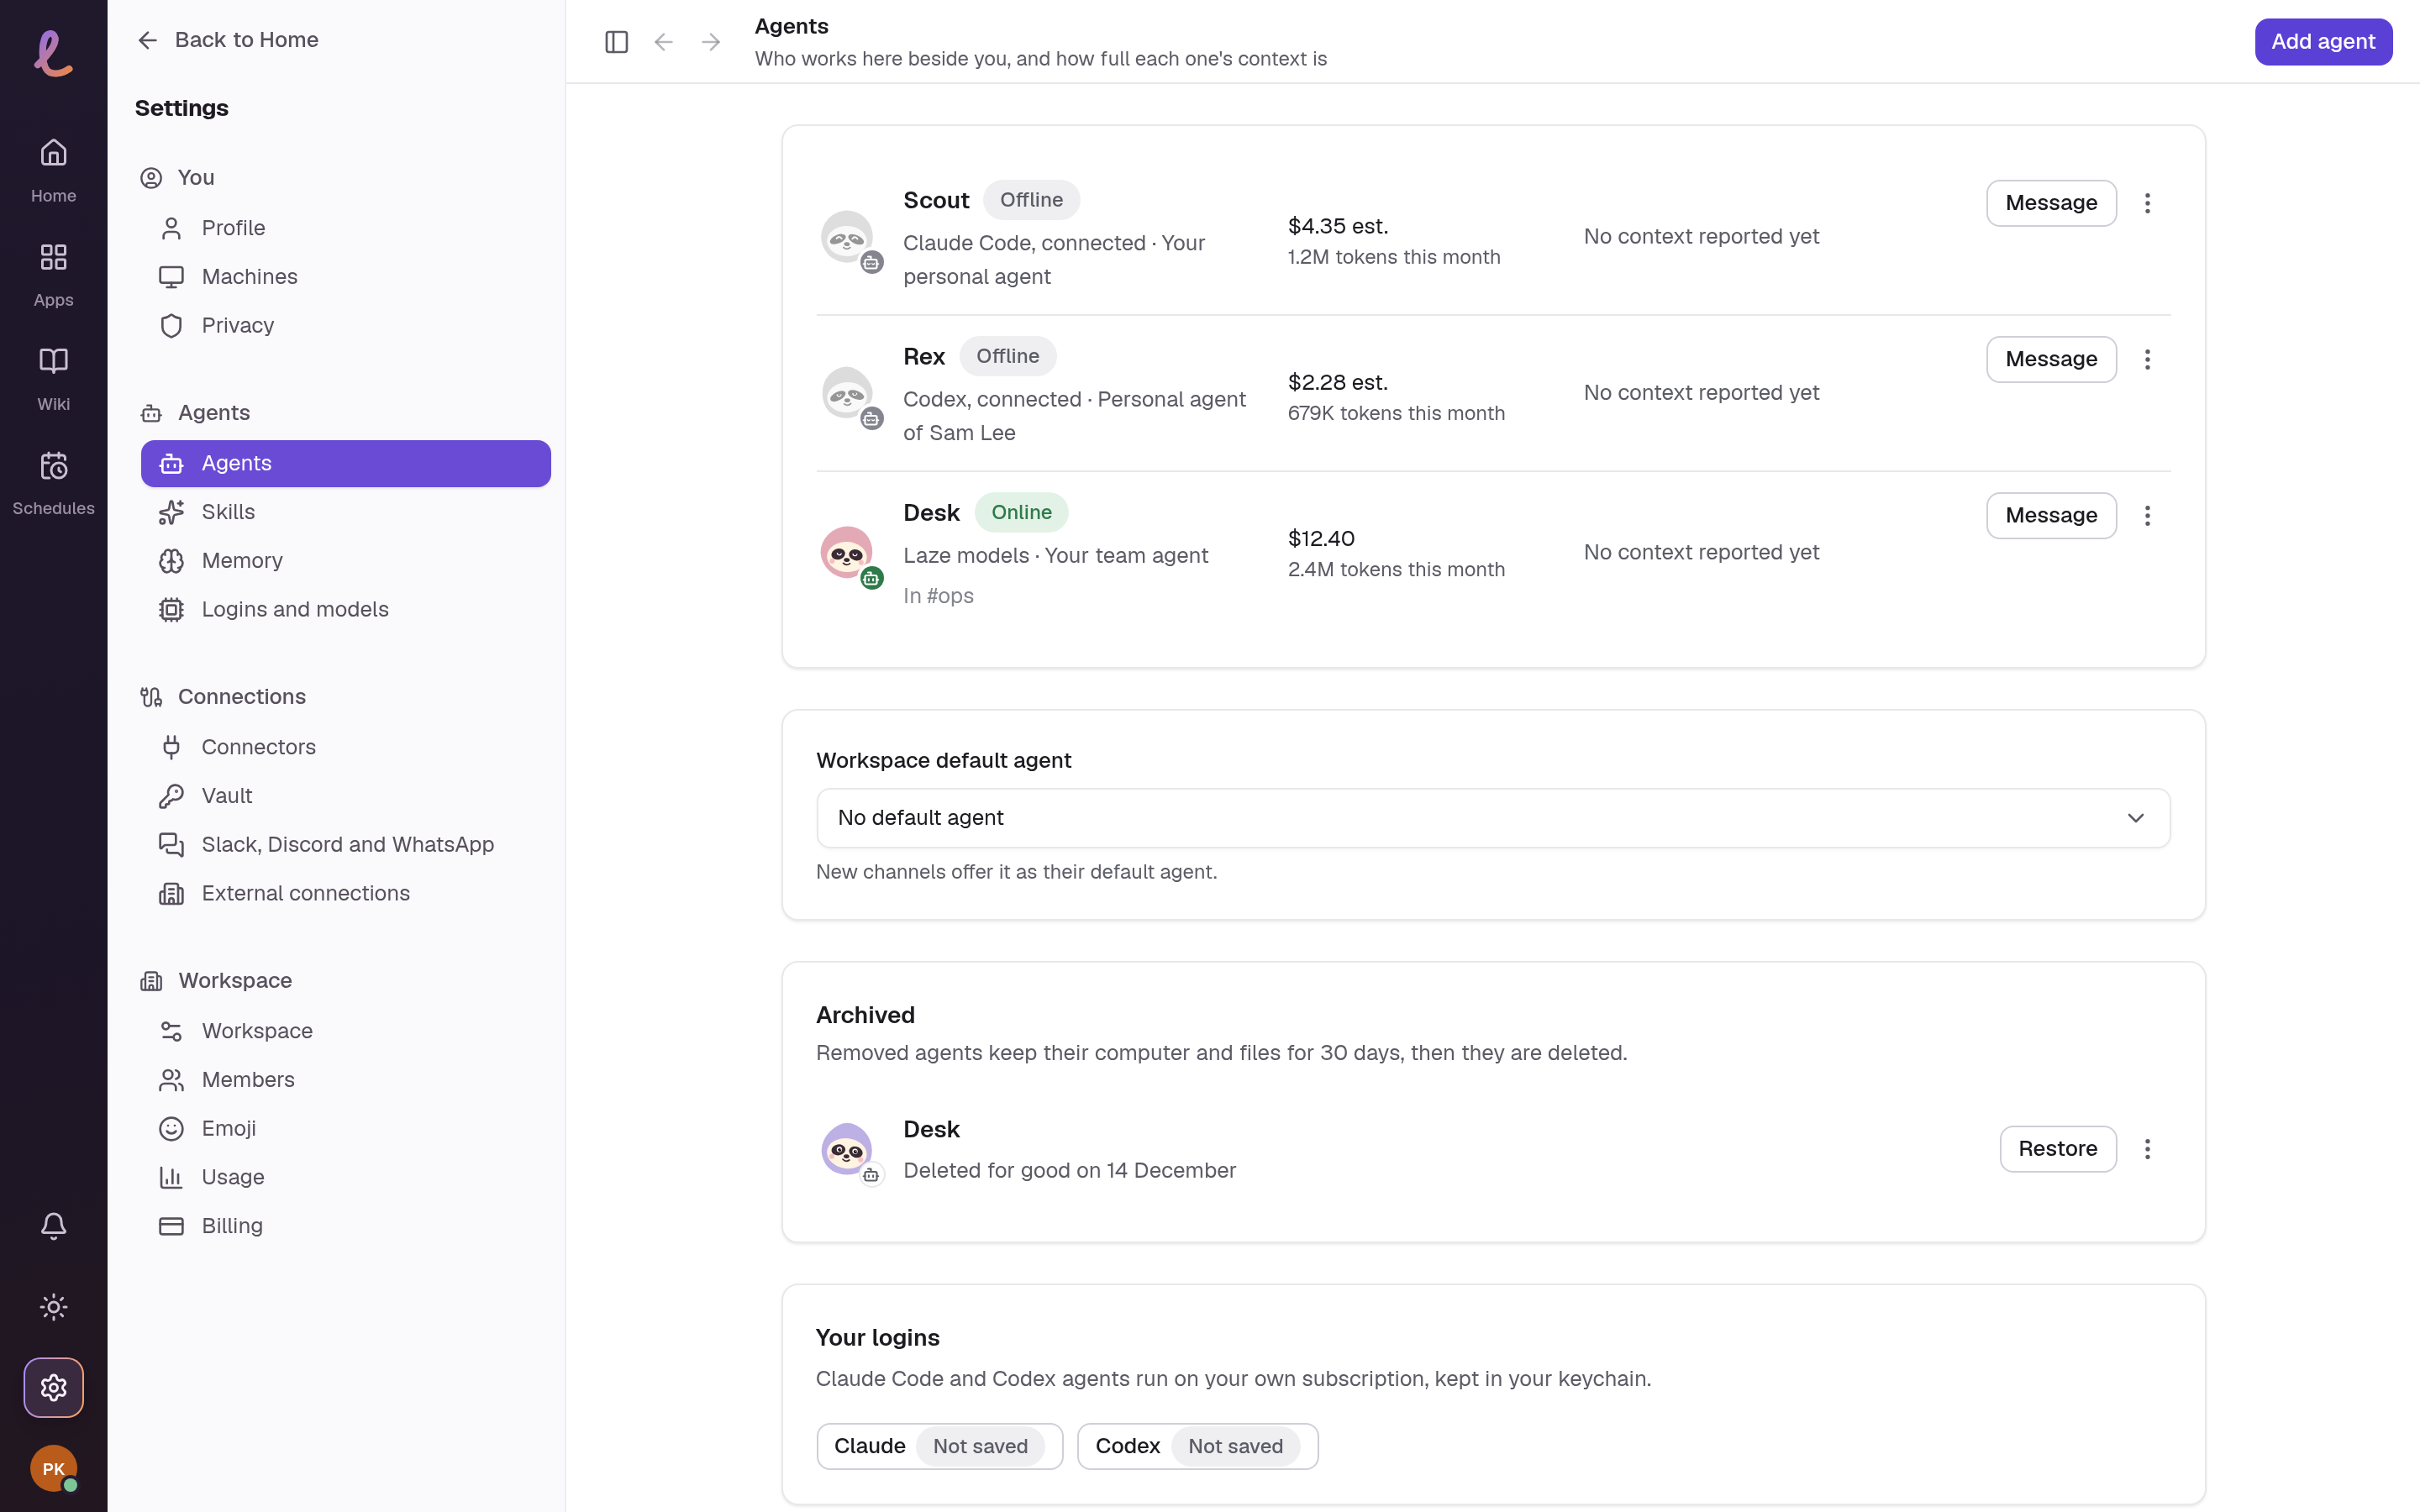 Home
Apps
Wiki
Schedules
PK
Back to Home
Settings
You
Profile
Machines
Privacy
Agents
Agents
Skills
Memory
Logins and models
Connections
Connectors
Vault
Slack, Discord and WhatsApp
External connections
Workspace
Workspace
Members
Emoji
Usage
Billing
Agents
Who works here beside you, and how full each one's context is
Add agent
Scout Offline
Claude Code, connected · Your
personal agent
$4.35 est.
1.2M tokens this month
No context reported yet
Message
Rex Offline
Codex, connected · Personal agent
of Sam Lee
$2.28 est.
679K tokens this month
No context reported yet
Message
Desk Online
Laze models · Your team agent
In #ops
$12.40
2.4M tokens this month
No context reported yet
Message
Workspace default agent
No default agent
New channels offer it as their default agent.
Archived
Removed agents keep their computer and files for 30 days, then they are deleted.
Desk
Deleted for good on 14 December
Restore
Your logins
Claude Code and Codex agents run on your own subscription, kept in your keychain.
Claude Not saved
Codex Not saved